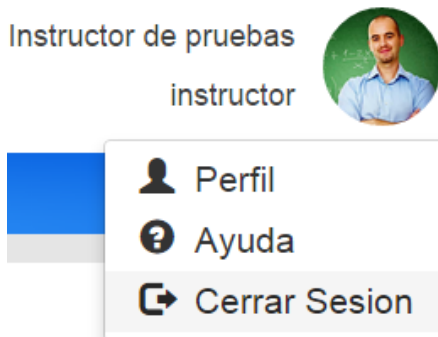 Instructor de pruebas
instructor
Perfil
Ayuda
Cerrar Sesion